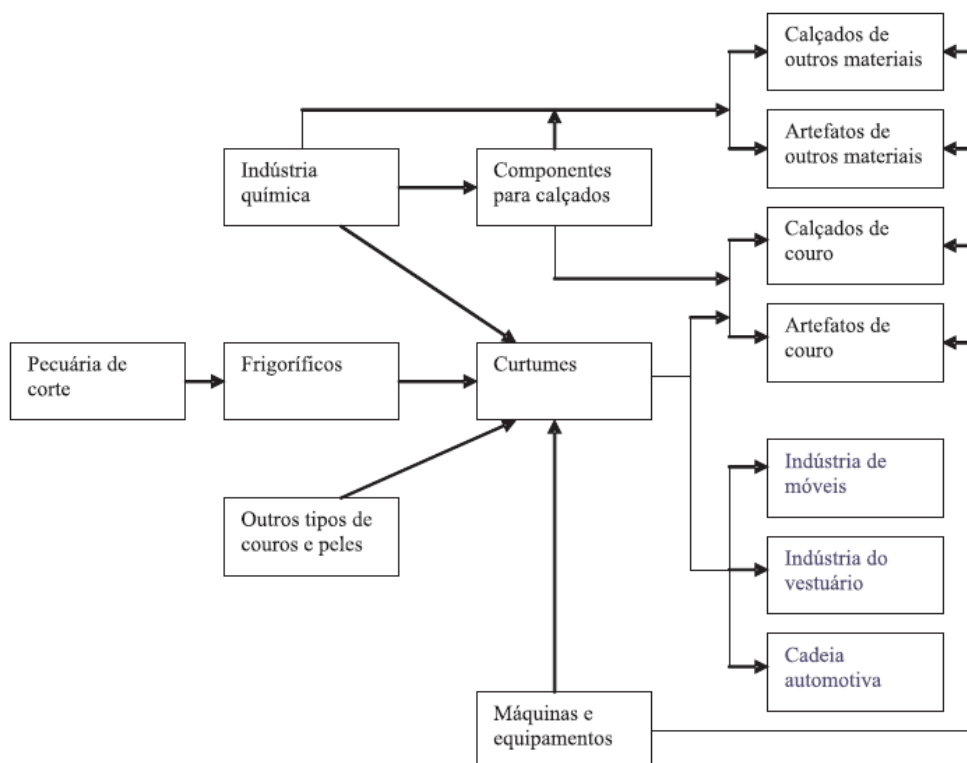 Calçados de
outros materiais
Artefatos de
outros materiais
Indústria
química
Componentes
para calçados
Calçados de
couro
Artefatos de
couro
Pecuária de
corte
Frigoríficos
Curtumes
Outros tipos de
couros e peles
Indústria de
móveis
Indústria do
vestuário
Cadeia
automotiva
Máquinas e
equipamentos